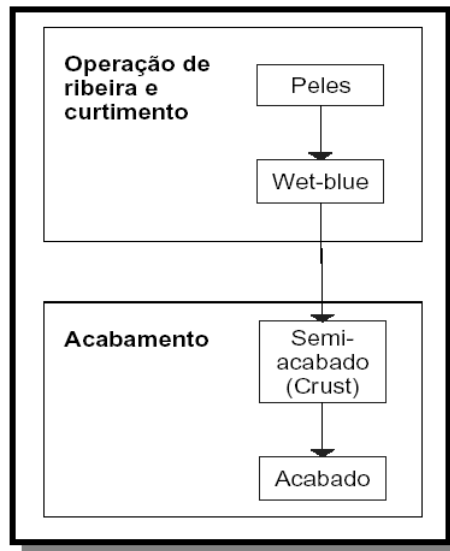 Operação de
ribeira e
curtimento
Peles
Wet-blue
Acabamento
Semi-
acabado
(Crust)
Acabado